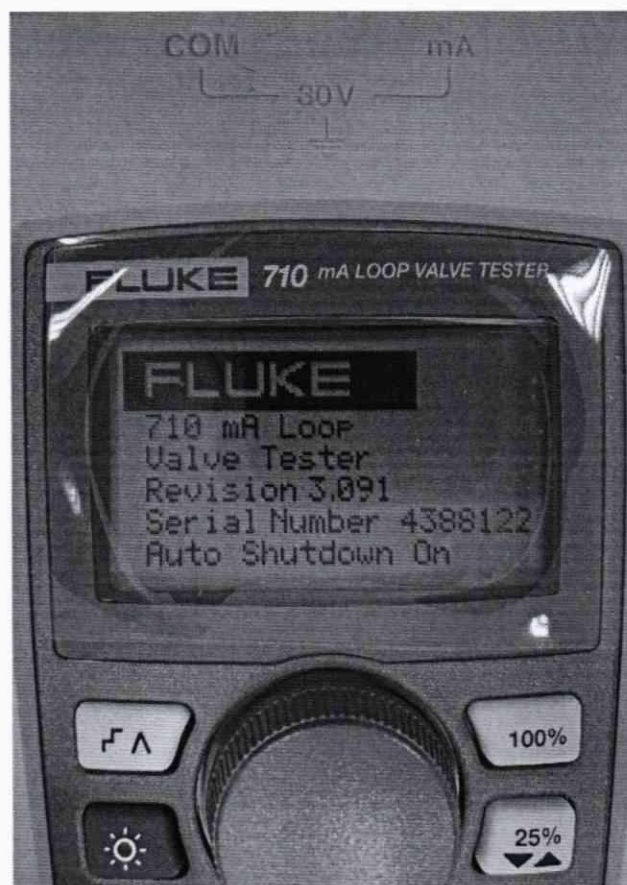 COM mA
30V
FLUKE 710 mA LOOP VALVE TESTER
FLUKE
710 mA Loop
Valve Tester
Revision 3.091
Serial Number 4388122
Auto Shutdown On
100%
25%